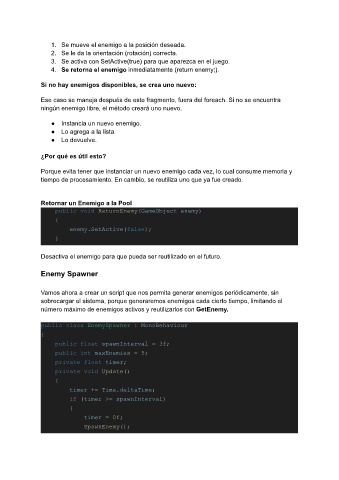 1. Se mueve el enemigo a la posición deseada.
2. Se le da la orientación (rotación) correcta.
3. Se activa con SetActive(true) para que aparezca en el juego.
4. Se retorna el enemigo inmediatamente (return enemy;).
Si no hay enemigos disponibles, se crea uno nuevo:
Ese caso se maneja después de este fragmento, fuera del foreach. Si no se encuentra
ningún enemigo libre, el método creará uno nuevo.
● Instancia un nuevo enemigo.
● Lo agrega a la lista.
● Lo devuelve.
¿Por qué es útil esto?
Porque evita tener que instanciar un nuevo enemigo cada vez, lo cual consume memoria y
tiempo de procesamiento. En cambio, se reutiliza uno que ya fue creado.
Retornar un Enemigo a la Pool
public void ReturnEnemy(GameObject enemy)
{
enemy.SetActive(false);
}
Desactiva el enemigo para que pueda ser reutilizado en el futuro.
Enemy Spawner
Vamos ahora a crear un script que nos permita generar enemigos periódicamente, sin
sobrecargar el sistema, porque generaremos enemigos cada cierto tiempo, limitando el
número máximo de enemigos activos y reutilizarlos con GetEnemy.
public class EnemySpawner : MonoBehaviour
{
public float spawnInterval = 3f;
public int maxEnemies = 5;
private float timer;
private void Update()
{
timer += Time.deltaTime;
if (timer >= spawnInterval)
{
timer = 0f;
SpawnEnemy();